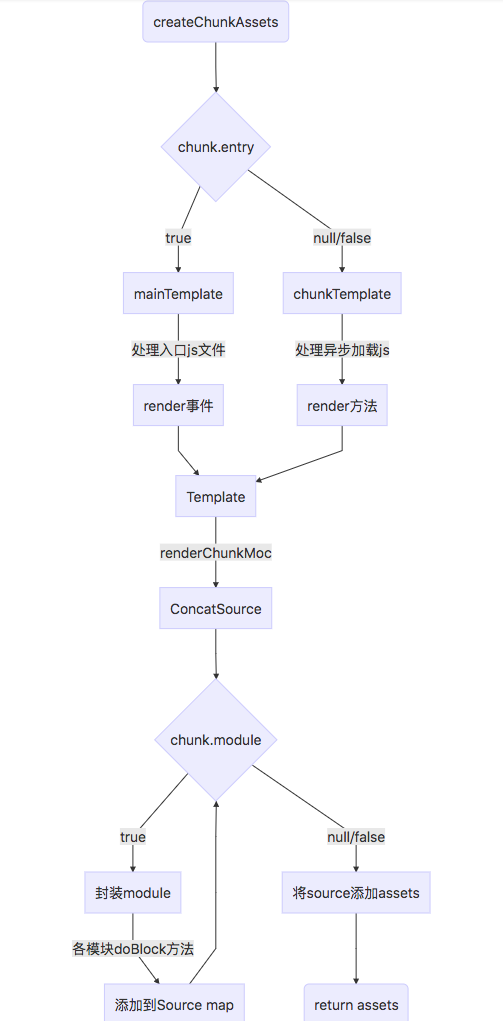 createChunkAssets
chunk.entry
true
null/false
mainTemplate
chunkTemplate
处理入口js文件
处理异步加载js
render事件
render方法
Template
renderChunkMoc
ConcatSource
chunk.module
true
null/false
封装module
将source添加assets
各模块doBlock方法
添加到Source map
return assets